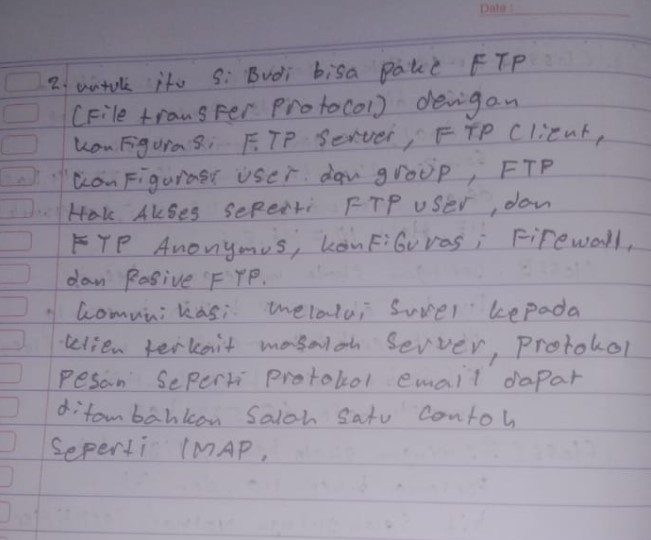 Date :
2. untuk itu Si Budi bisa pake FTP
(File transfer Protocol) dengan
konfigurasi FTP Server, FTP Client,
konfigurasi user dan group, FTP
Hak Akses seperti FTP user, dan
FTP Anonymus, konfigurasi Firewall,
dan Pasive FTP.
komunikasi melalui surel kepada
klien terkait masalah server, Protokol
Pesan seperti Protokol email dapat
ditambahkan salah satu contoh
seperti IMAP.